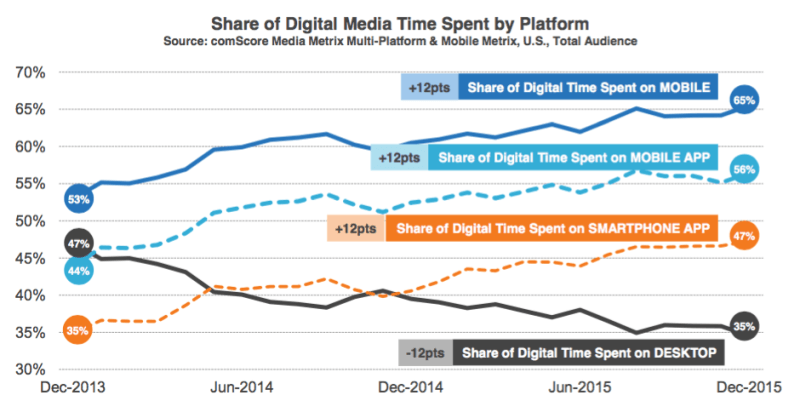 Share of Digital Media Time Spent by Platform
Source: comScore Media Metrix Multi-Platform & Mobile Metrix, U.S., Total Audience
70%
+12pts Share of Digital Time Spent on MOBILE
65%
65%
60%
+12pts Share of Digital Time Spent on MOBILE APP
56%
55%
53%
50%
+12pts Share of Digital Time Spent on SMARTPHONE APP
47%
47%
45%
44%
40%
35%
35%
35%
-12pts Share of Digital Time Spent on DESKTOP
30%
Dec-2013 Jun-2014 Dec-2014 Jun-2015 Dec-2015